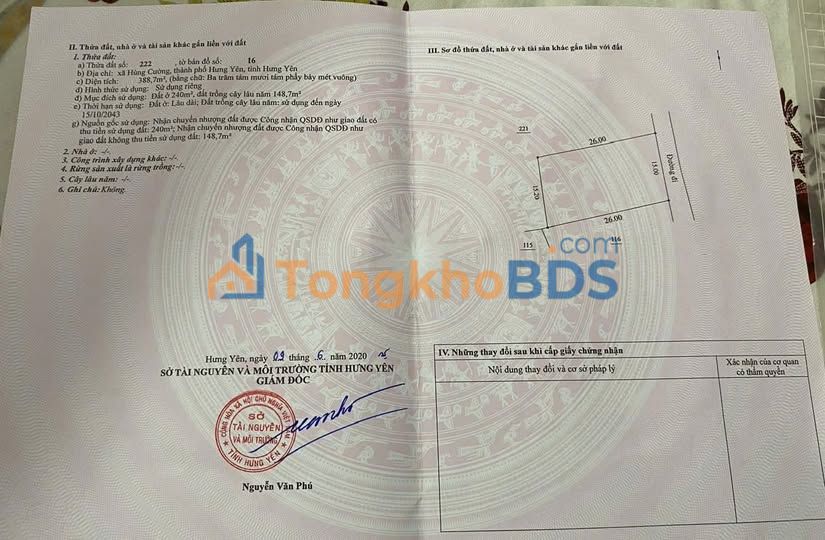 II. Thửa đất, nhà ở và tài sản khác gắn liền với đất
1. Thửa đất:
a) Thửa đất số: 222 , tờ bản đồ số: 16
b) Địa chỉ: xã Hùng Cường, thành phố Hưng Yên, tỉnh Hưng Yên
c) Diện tích: 388,7m², (bằng chữ: Ba trăm tám mươi tám phẩy bảy mét vuông)
d) Hình thức sử dụng: Sử dụng riêng
đ) Mục đích sử dụng: Đất ở 240m², đất trồng cây lâu năm 148,7m²
e) Thời hạn sử dụng: Đất ở: Lâu dài; Đất trồng cây lâu năm: sử dụng đến ngày
15/10/2043
g) Nguồn gốc sử dụng: Nhận chuyển nhượng đất được Công nhận QSDĐ như giao đất có
thu tiền sử dụng đất: 240m²; Nhận chuyển nhượng đất được Công nhận QSDĐ như
giao đất không thu tiền sử dụng đất: 148,7m²
2. Nhà ở: -/-
3. Công trình xây dựng khác: -/-
4. Rừng sản xuất là rừng trồng:-/-
5. Cây lâu năm: -/-
6. Ghi chú: Không.
Hưng Yên, ngày 09 tháng 6 năm 2020
SỞ TÀI NGUYÊN VÀ MÔI TRƯỜNG TỈNH HƯNG YÊN
GIÁM ĐỐC
CỘNG HÒA XÃ HỘI CHỦ NGHĨA VIỆT NAM
SỞ
TÀI NGUYÊN
VÀ MÔI TRƯỜNG
TỈNH HƯNG YÊN
Nguyễn Văn Phú
III. Sơ đồ thửa đất, nhà ở và tài sản khác gắn liền với đất
221
26.00
15.20
15.00
Đường đi
26.00
115
116
TongkhoBDS
.com
IV. Những thay đổi sau khi cấp giấy chứng nhận
Nội dung thay đổi và cơ sở pháp lý
Xác nhận của cơ quan
có thẩm quyền